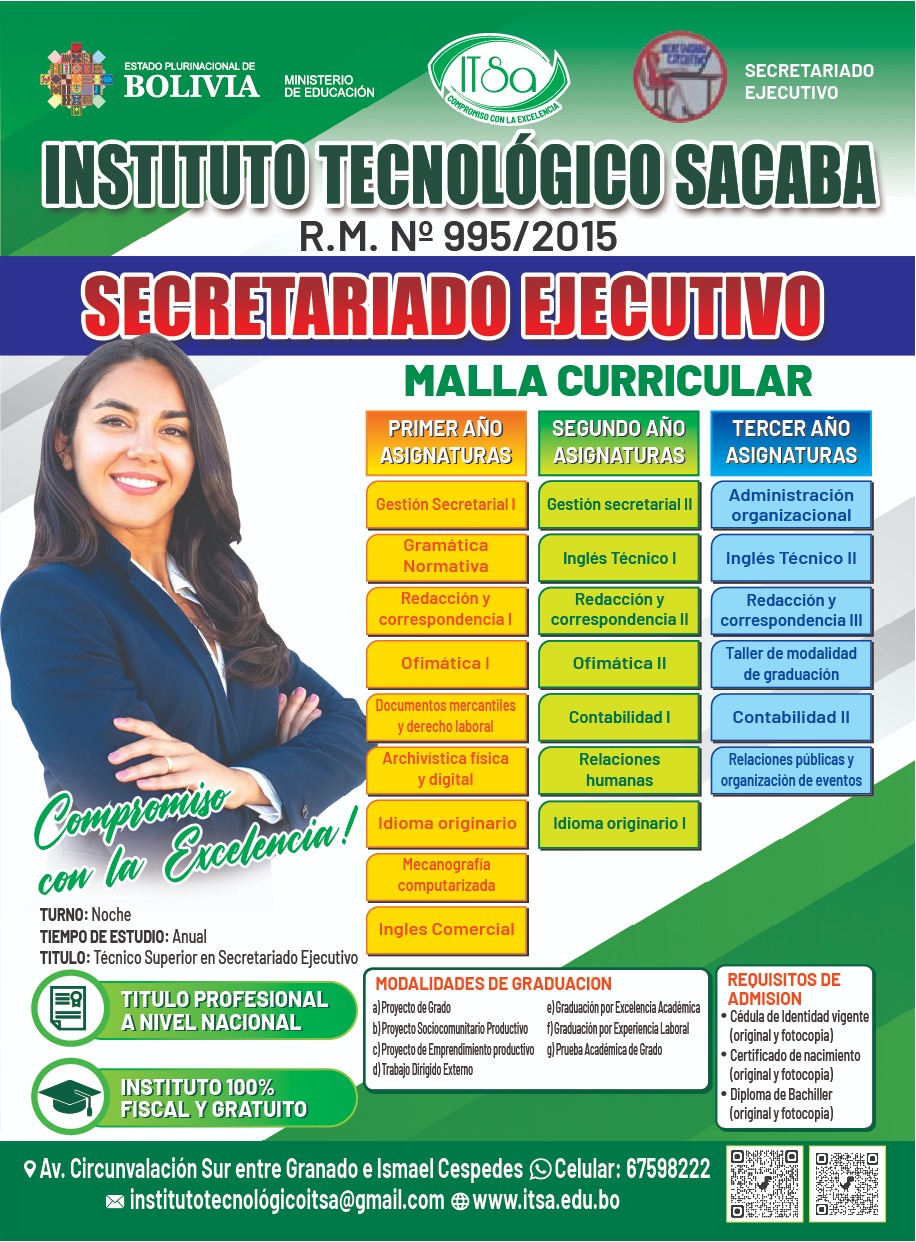 ESTADO PLURINACIONAL DE
BOLIVIA
MINISTERIO
DE EDUCACIÓN
ITSa
COMPROMISO CON LA EXCELENCIA
SECRETARIADO
EJECUTIVO
INSTITUTO TECNOLÓGICO SACABA
R.M. Nº 995/2015
SECRETARIADO EJECUTIVO
MALLA CURRICULAR
PRIMER AÑO
ASIGNATURAS
Gestión Secretarial I
Gramática
Normativa
Redacción y
correspondencia I
Ofimática I
Documentos mercantiles
y derecho laboral
Archivística física
y digital
Idioma originario
Mecanografía
computarizada
Ingles Comercial
SEGUNDO AÑO
ASIGNATURAS
Gestión secretarial II
Inglés Técnico I
Redacción y
correspondencia II
Ofimática II
Contabilidad I
Relaciones
humanas
Idioma originario I
TERCER AÑO
ASIGNATURAS
Administración
organizacional
Inglés Técnico II
Redacción y
correspondencia III
Taller de modalidad
de graduación
Contabilidad II
Relaciones públicas y
organización de eventos
Compromiso
con la Excelencia!
TURNO: Noche
TIEMPO DE ESTUDIO: Anual
TITULO: Técnico Superior en Secretariado Ejecutivo
TITULO PROFESIONAL
A NIVEL NACIONAL
INSTITUTO 100%
FISCAL Y GRATUITO
MODALIDADES DE GRADUACION
a) Proyecto de Grado
b) Proyecto Sociocomunitario Productivo
c) Proyecto de Emprendimiento productivo
d) Trabajo Dirigido Externo
e) Graduación por Excelencia Académica
f) Graduación por Experiencia Laboral
g) Prueba Académica de Grado
REQUISITOS DE
ADMISION
• Cédula de Identidad vigente
(original y fotocopia)
• Certificado de nacimiento
(original y fotocopia)
• Diploma de Bachiller
(original y fotocopia)
Av. Circunvalación Sur entre Granado e Ismael Cespedes Celular: 67598222
institutotecnológicoitsa@gmail.com www.itsa.edu.bo